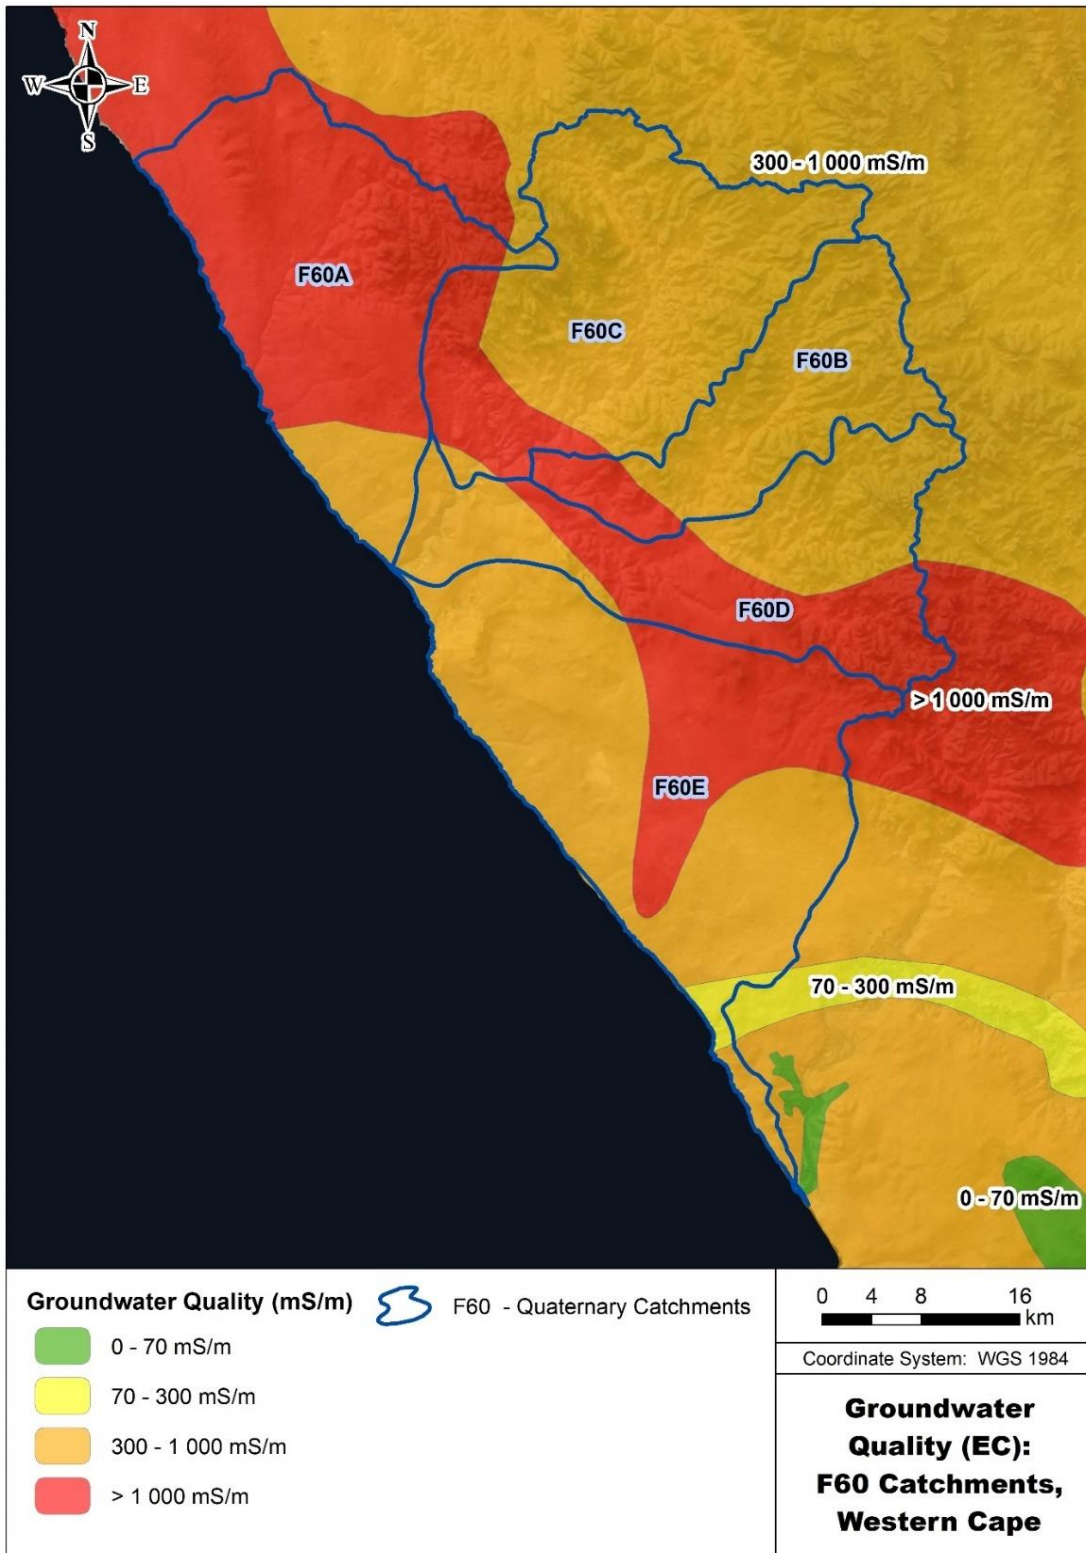 N
W E
S
300 - 1 000 mS/m
F60A
F60C
F60B
F60D
> 1 000 mS/m
F60E
70 - 300 mS/m
0 - 70 mS/m
Groundwater Quality (mS/m)
F60 - Quaternary Catchments
0 - 70 mS/m
70 - 300 mS/m
300 - 1 000 mS/m
> 1 000 mS/m
0 4 8 16
km
Coordinate System: WGS 1984
Groundwater
Quality (EC):
F60 Catchments,
Western Cape